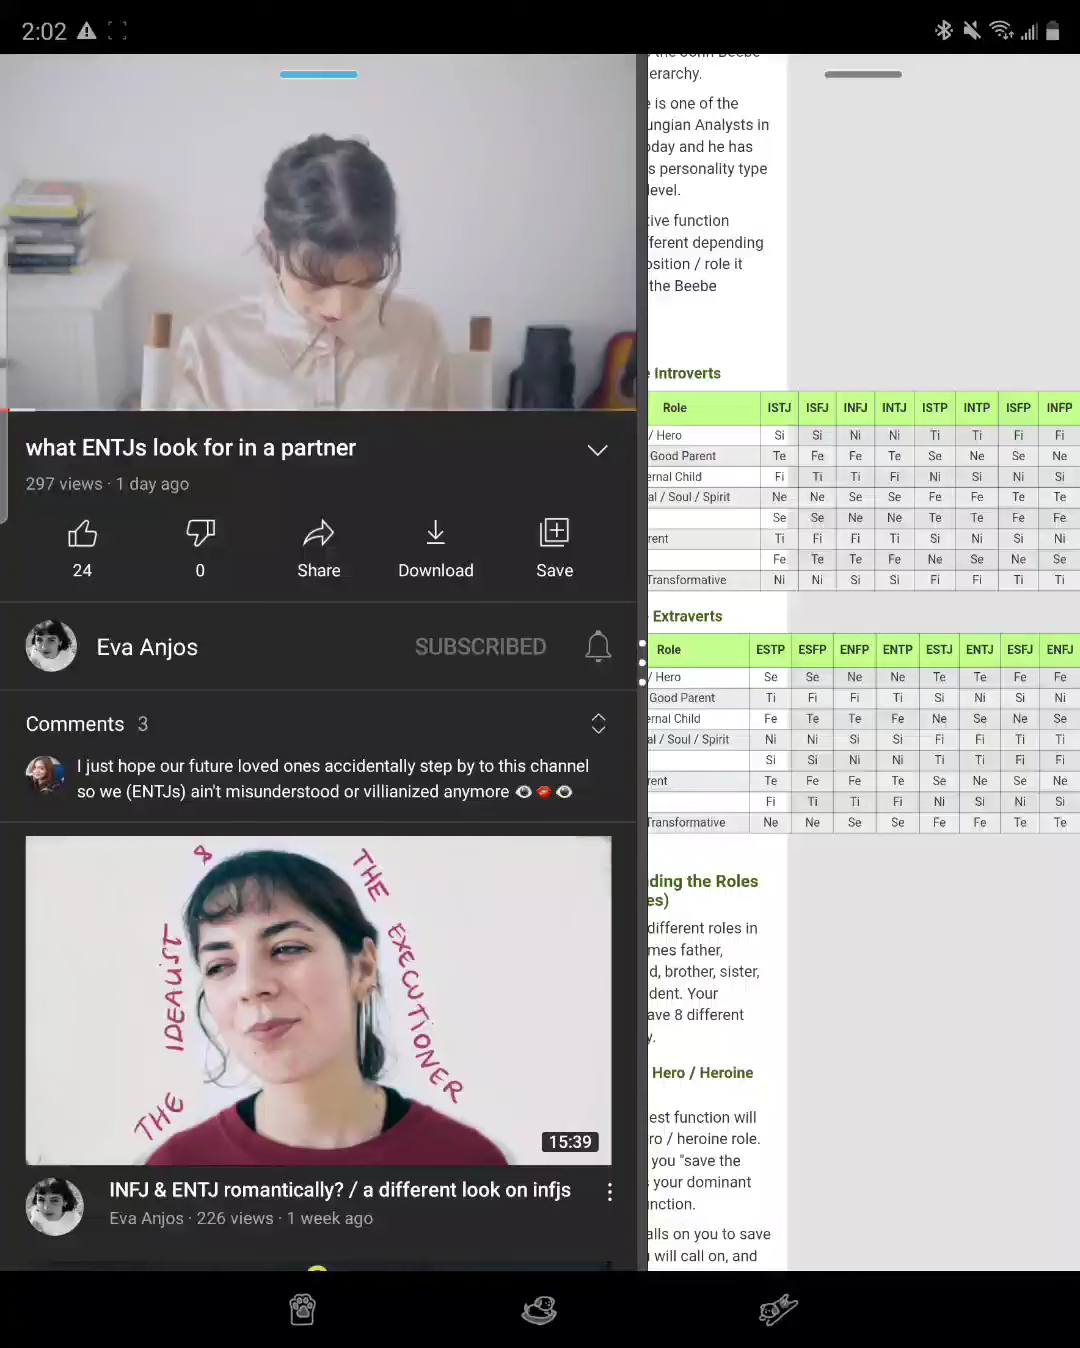 2:02
what ENTJs look for in a partner
297 views · 1 day ago
24
0
Share
Download
Save
Eva Anjos
SUBSCRIBED
Comments 3
I just hope our future loved ones accidentally step by to this channel
so we (ENTJs) ain't misunderstood or villianized anymore 👁️💋👁️
THE IDEALIST
&
THE EXECUTIONER
15:39
INFJ & ENTJ romantically? / a different look on infjs
Eva Anjos · 226 views · 1 week ago
erarchy.
e is one of the
ungian Analysts in
oday and he has
s personality type
level.
tive function
fferent depending
osition / role it
the Beebe
e Introverts
Role ISTJ ISFJ INFJ INTJ ISTP INTP ISFP INFP
/ Hero Si Si Ni Ni Ti Ti Fi Fi
Good Parent Te Fe Fe Te Se Ne Se Ne
ernal Child Fi Ti Ti Fi Ni Si Ni Si
al / Soul / Spirit Ne Ne Se Se Fe Fe Te Te
Se Se Ne Ne Te Te Fe Fe
rent Ti Fi Fi Ti Si Ni Si Ni
Fe Te Te Fe Ne Se Ne Se
Transformative Ni Ni Si Si Fi Fi Ti Ti
Extraverts
Role ESTP ESFP ENFP ENTP ESTJ ENTJ ESFJ ENFJ
/ Hero Se Se Ne Ne Te Te Fe Fe
Good Parent Ti Fi Fi Ti Si Ni Si Ni
ernal Child Fe Te Te Fe Ne Se Ne Se
al / Soul / Spirit Ni Ni Si Si Fi Fi Ti Ti
Si Si Ni Ni Ti Ti Fi Fi
rent Te Fe Fe Te Se Ne Se Ne
Fi Ti Ti Fi Ni Si Ni Si
Transformative Ne Ne Se Se Fe Fe Te Te
ding the Roles
es)
different roles in
mes father,
d, brother, sister,
dent. Your
ave 8 different
y.
Hero / Heroine
est function will
ro / heroine role.
you "save the
your dominant
nction.
alls on you to save
will call on, and